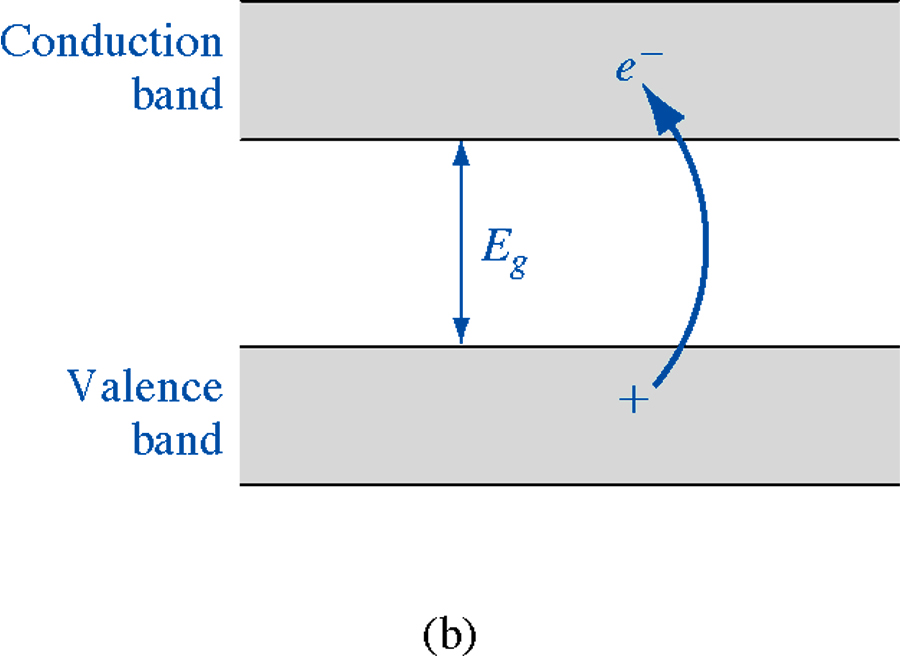 Conduction
band
e⁻
E_g
Valence
band
+
(b)